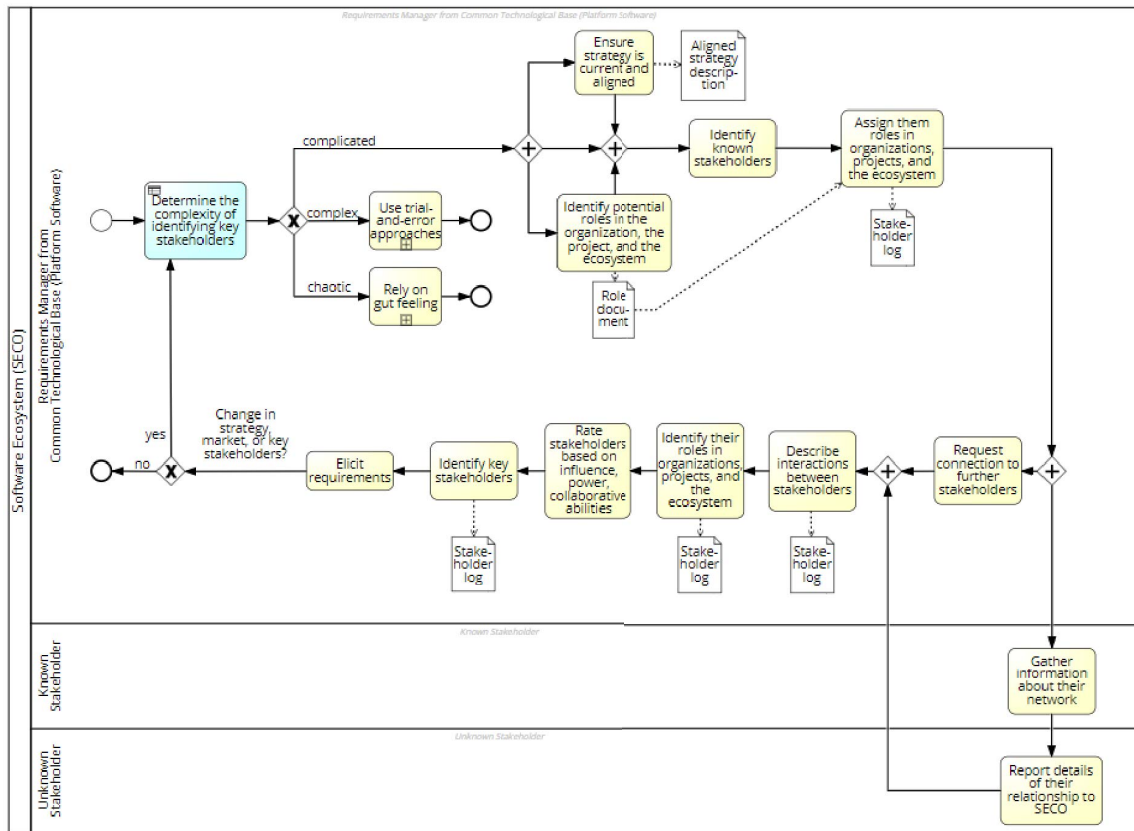 Requirements Manager from Common Technological Base (Platform Software)
Software Ecosystem (SECO)
Requirements Manager from
Common Technological Base (Platform Software)
Determine the
complexity of
identifying key
stakeholders
complicated
complex
chaotic
Use trial-
and-error
approaches
Rely on
gut feeling
Ensure
strategy is
current and
aligned
Aligned
strategy
descrip-
tion
Identify potential
roles in the
organization, the
project, and the
ecosystem
Role
docu-
ment
Identify
known
stakeholders
Assign them
roles in
organizations,
projects, and
the ecosystem
Stake-
holder
log
Request
connection to
further
stakeholders
Describe
interactions
between
stakeholders
Stake-
holder
log
Identify their
roles in
organizations,
projects, and
the
ecosystem
Stake-
holder
log
Rate
stakeholders
based on
influence,
power,
collaborative
abilities
Identify key
stakeholders
Stake-
holder
log
Elicit
requirements
Change in
strategy,
market, or key
stakeholders?
yes
no
Known Stakeholder
Known
Stakeholder
Gather
information
about their
network
Unknown Stakeholder
Unknown
Stakeholder
Report details
of their
relationship to
SECO